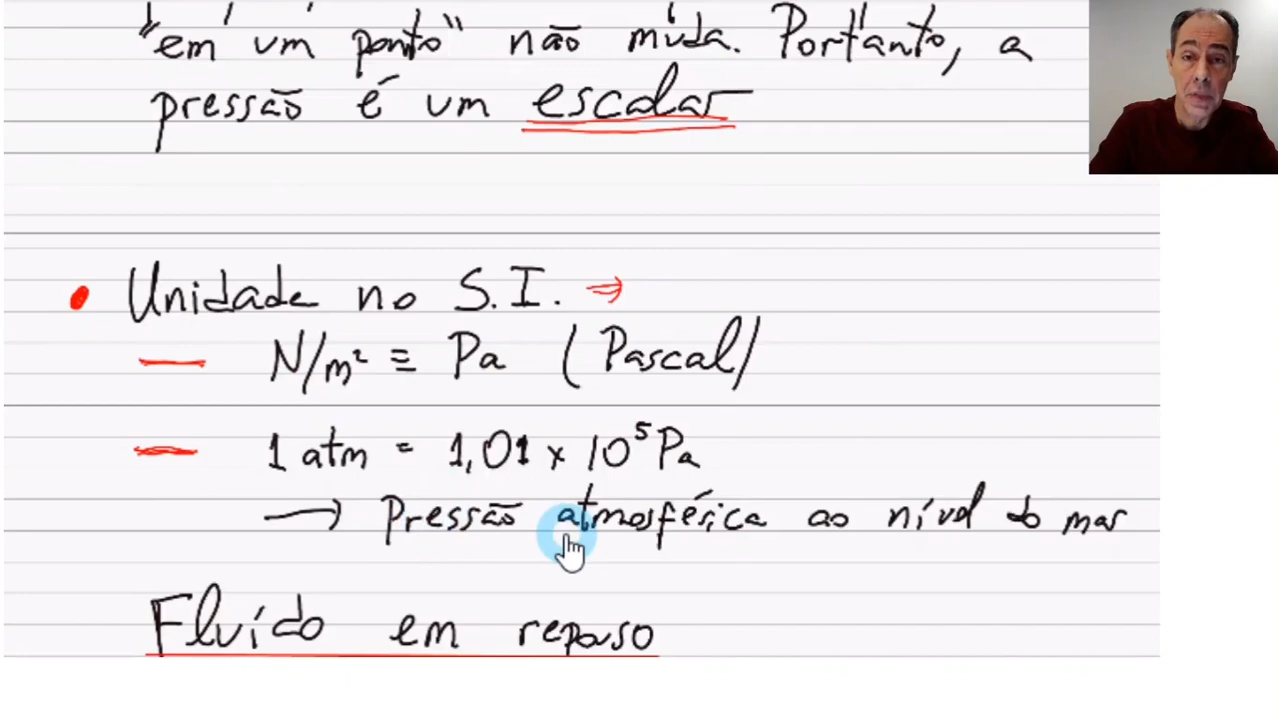 "em um ponto" não muda. Portanto, a
pressão é um escalar
• Unidade no S.I. ⇒
— N/m² ≡ Pa (Pascal)
— 1 atm = 1,01 × 10⁵ Pa
→ Pressão atmosférica ao nível do mar
Fluído em repouso